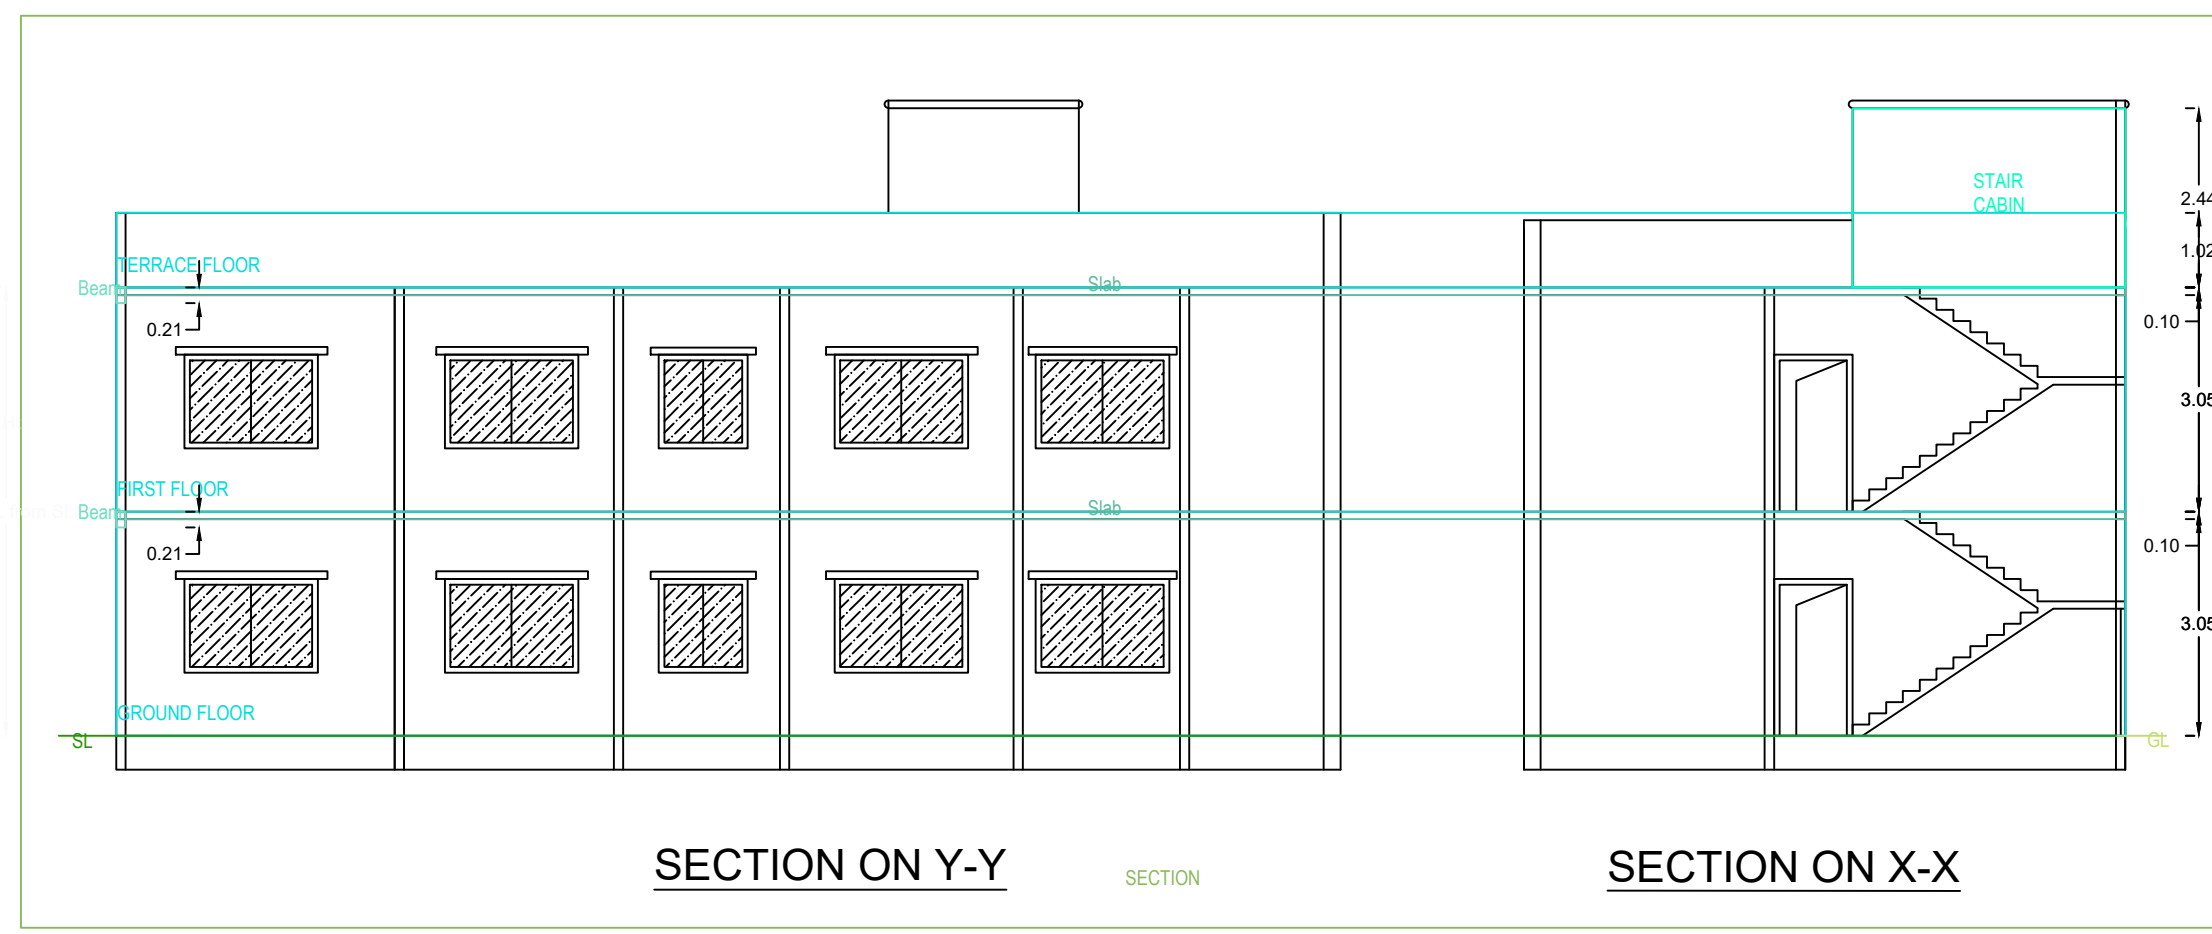 STAIR
CABIN
2.44
1.02
TERRACE FLOOR
Beam
Slab
0.21
0.10
3.05
FIRST FLOOR
Beam
Slab
0.21
0.10
3.05
GROUND FLOOR
SL
GL
SECTION ON Y-Y
SECTION
SECTION ON X-X